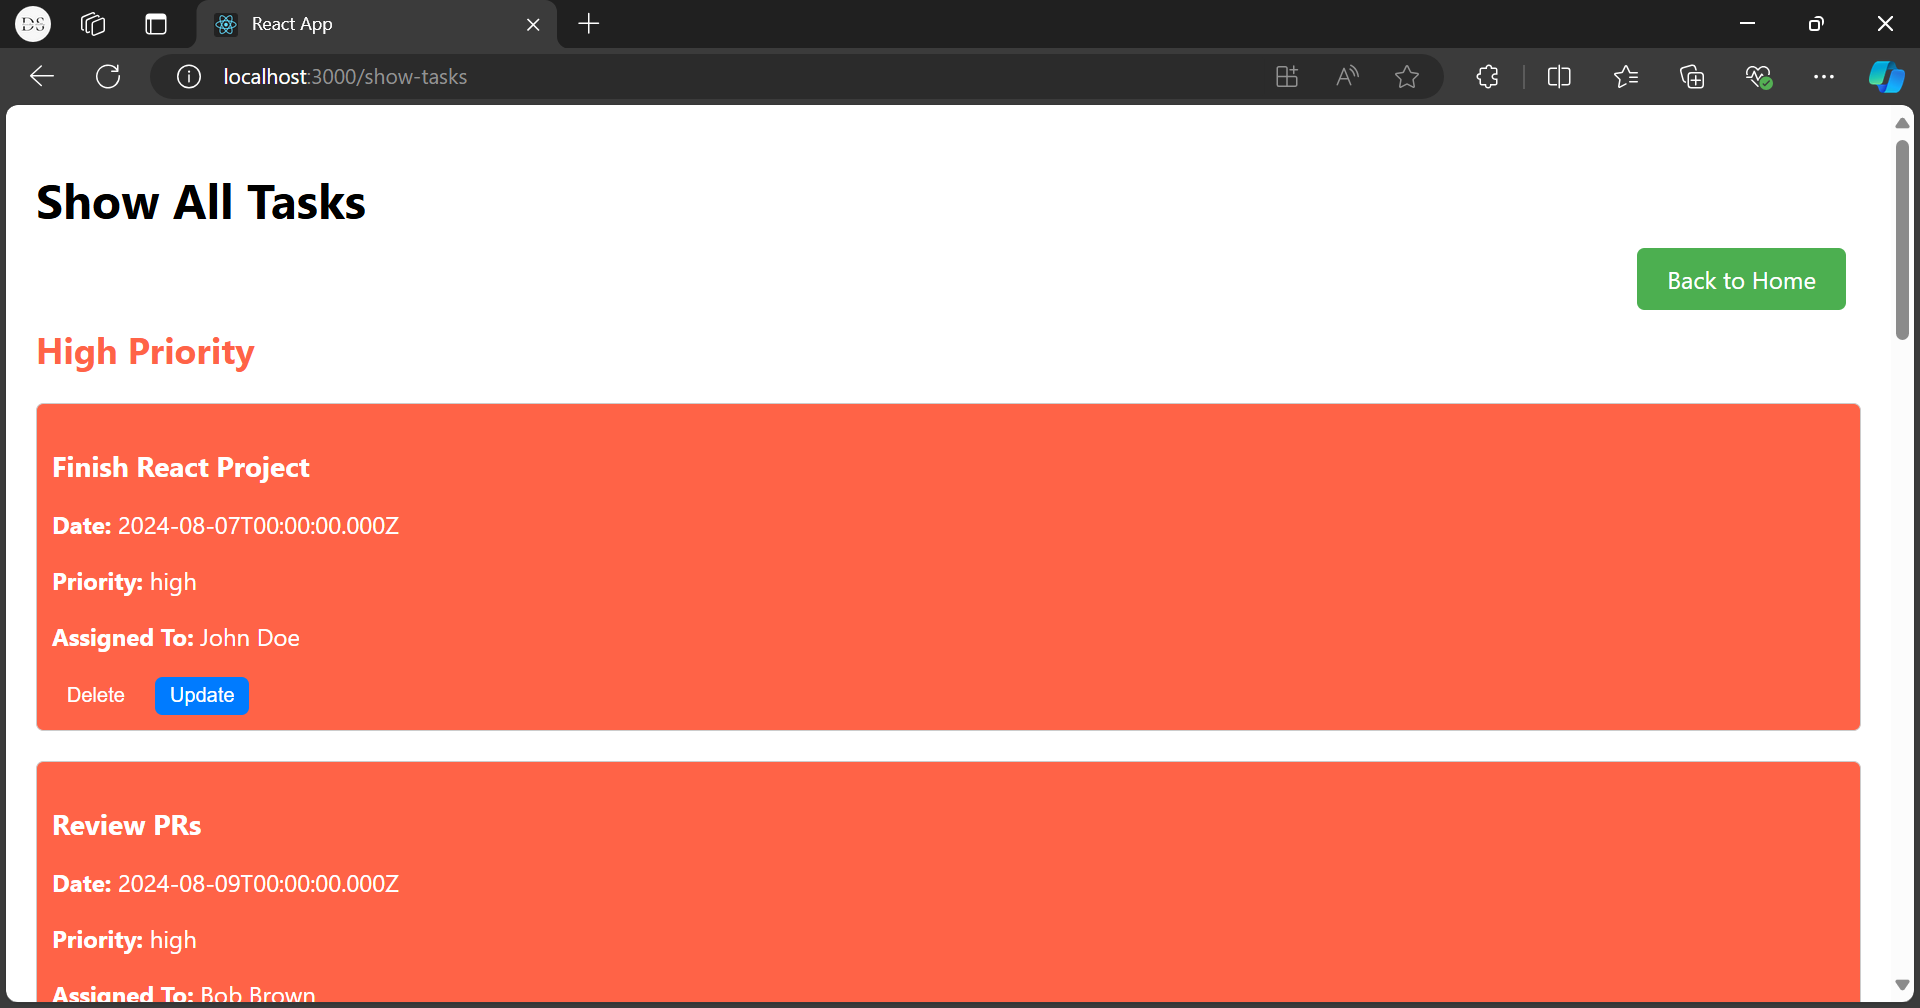 DS
React App
localhost:3000/show-tasks
Show All Tasks
Back to Home
High Priority
Finish React Project
Date: 2024-08-07T00:00:00.000Z
Priority: high
Assigned To: John Doe
Delete Update
Review PRs
Date: 2024-08-09T00:00:00.000Z
Priority: high
Assigned To: Bob Brown